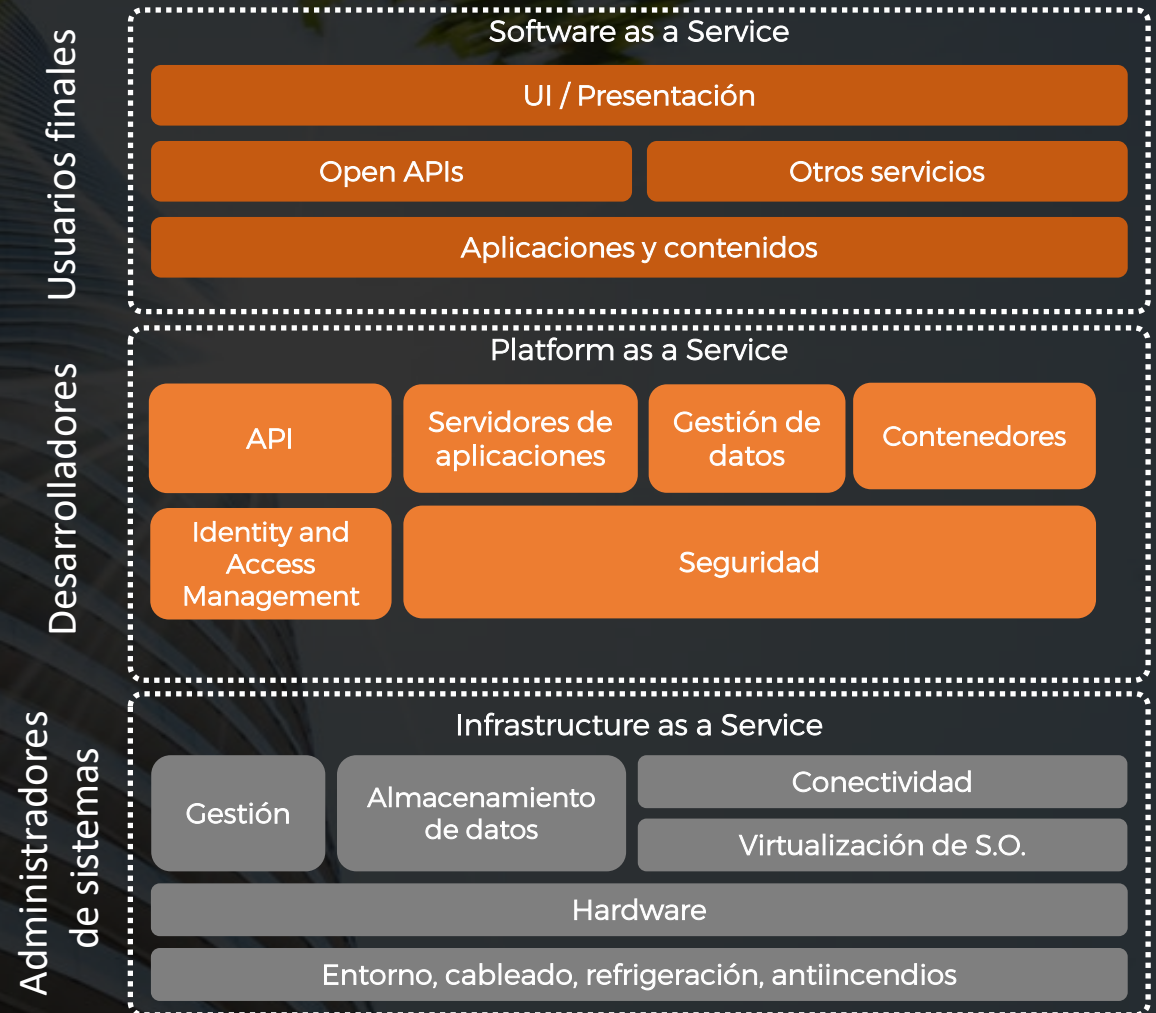 Usuarios finales
Software as a Service
UI / Presentación
Open APIs
Otros servicios
Aplicaciones y contenidos
Desarrolladores
Platform as a Service
API
Servidores de
aplicaciones
Gestión de
datos
Contenedores
Identity and
Access
Management
Seguridad
Administradores
de sistemas
Infrastructure as a Service
Gestión
Almacenamiento
de datos
Conectividad
Virtualización de S.O.
Hardware
Entorno, cableado, refrigeración, antiincendios